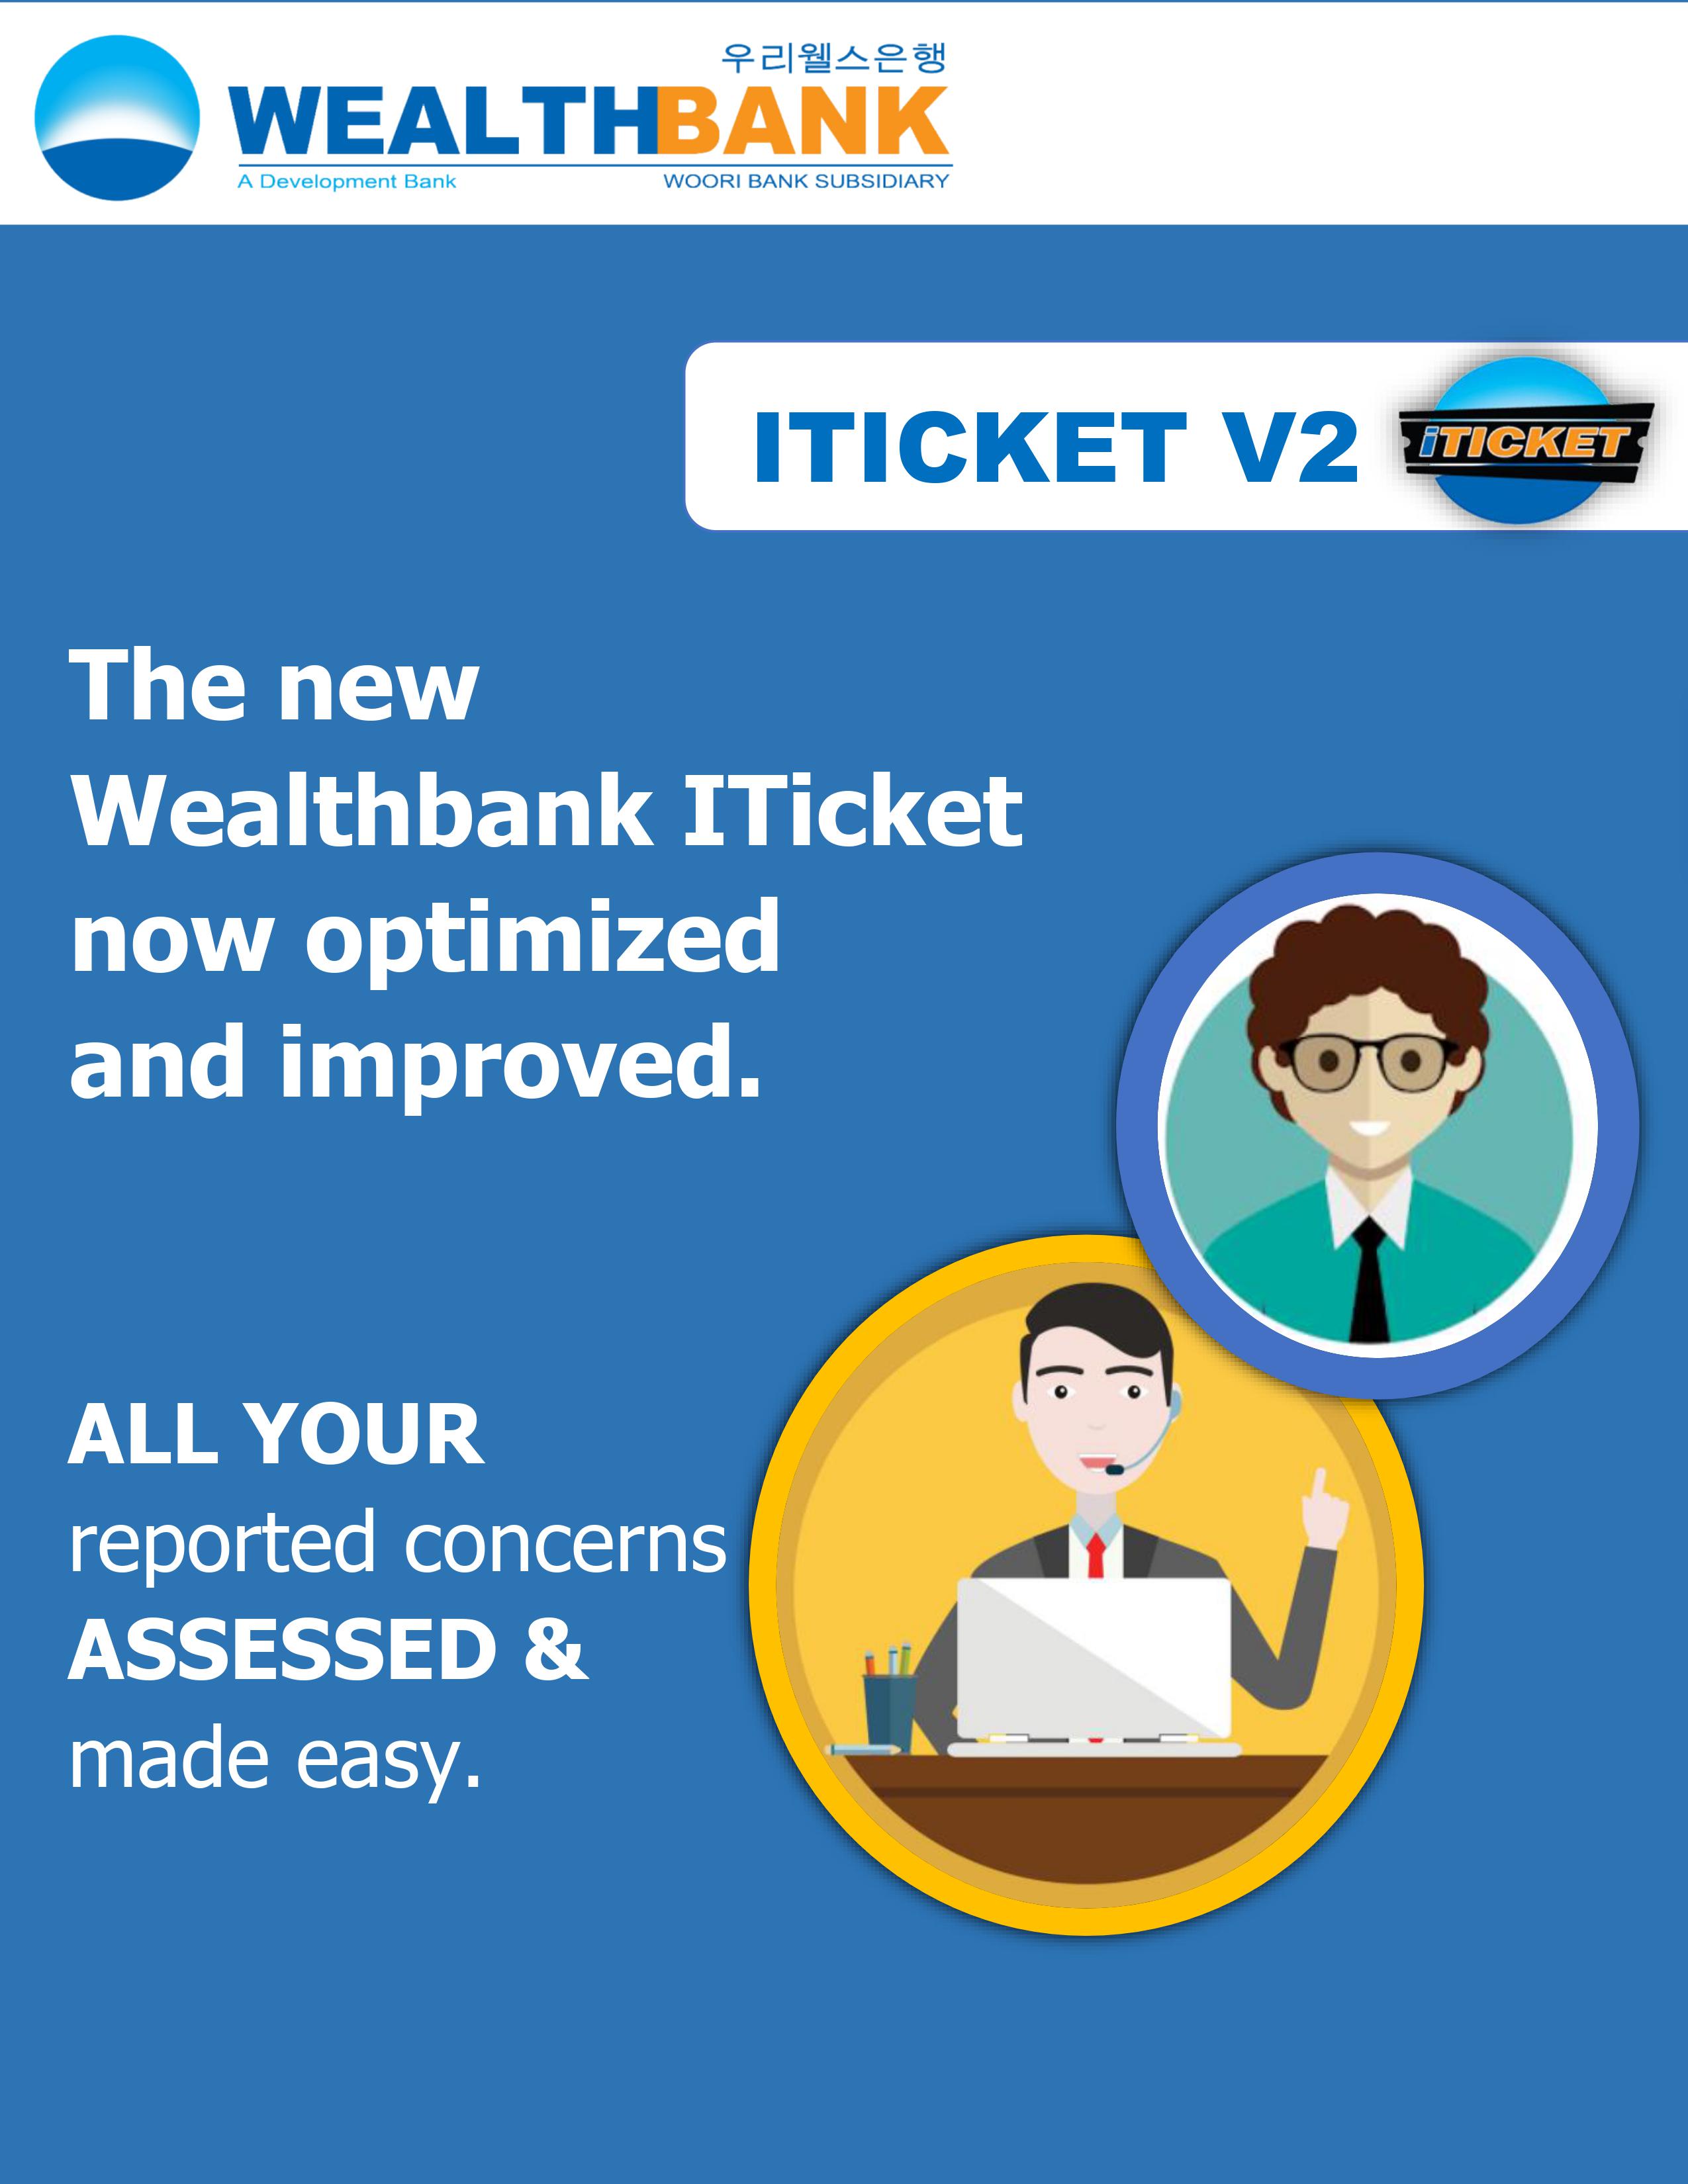 우리웰스은행
WEALTHBANK
A Development Bank WOORI BANK SUBSIDIARY
ITICKET V2
iTICKET
The new
Wealthbank ITicket
now optimized
and improved.
ALL YOUR
reported concerns
ASSESSED &
made easy.